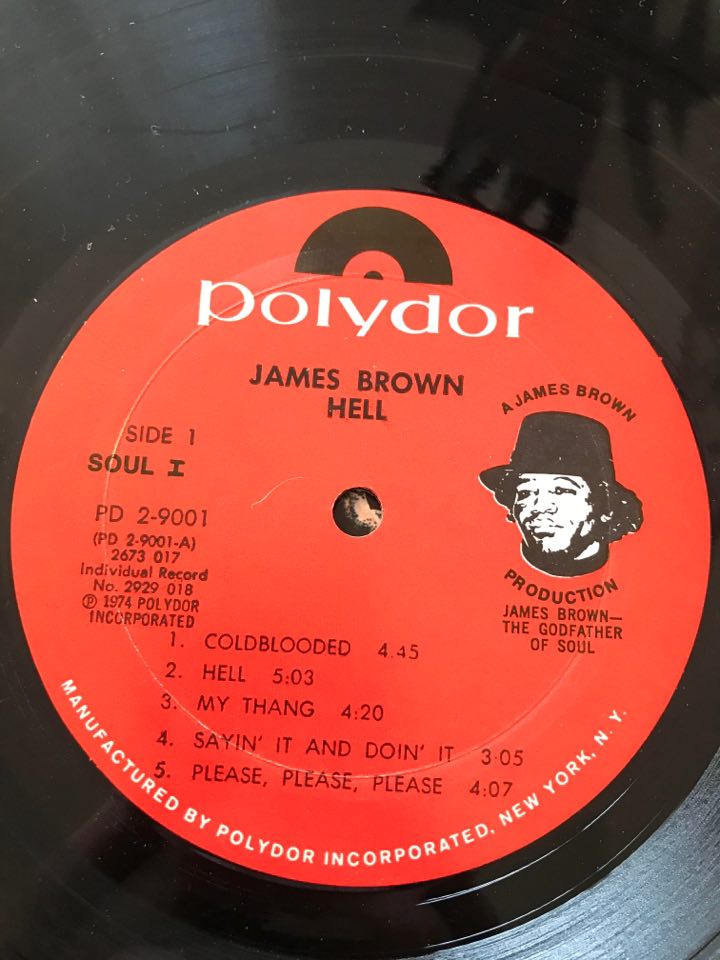 polydor
JAMES BROWN
HELL
A JAMES BROWN
PRODUCTION
JAMES BROWN—
THE GODFATHER
OF SOUL
SIDE 1
SOUL I
PD 2-9001
(PD 2-9001-A)
2673 017
Individual Record
No. 2929 018
℗ 1974 POLYDOR
INCORPORATED
1. COLDBLOODED 4.45
2. HELL 5:03
3. MY THANG 4:20
4. SAYIN' IT AND DOIN' IT 3:05
5. PLEASE, PLEASE, PLEASE 4:07
MANUFACTURED BY POLYDOR INCORPORATED, NEW YORK, N.Y.